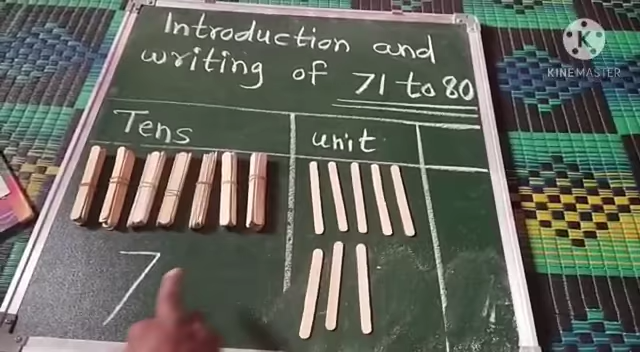 Introduction and
writing of 71 to 80
Tens unit
7
K
KINEMASTER